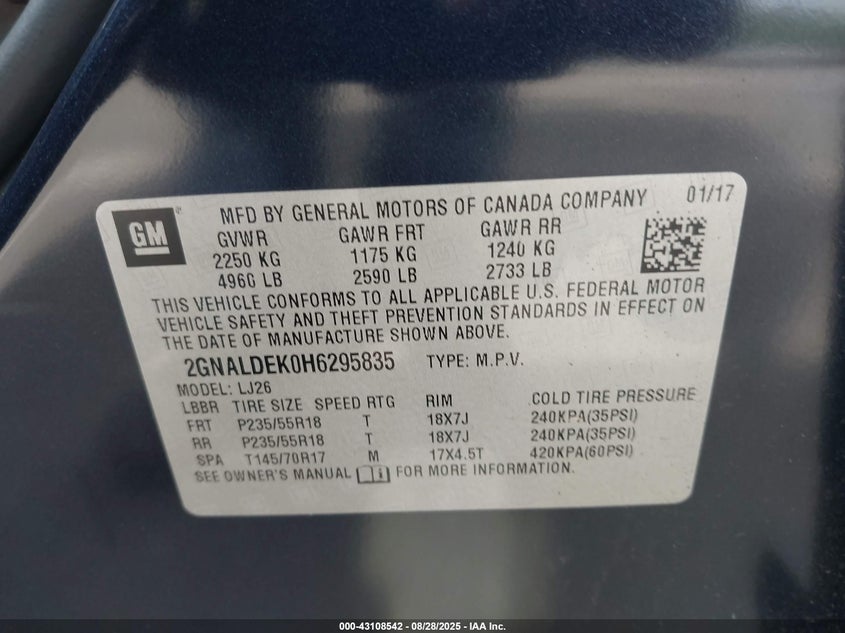 GM
MFD BY GENERAL MOTORS OF CANADA COMPANY 01/17
GVWR GAWR FRT GAWR RR
2250 KG 1175 KG 1240 KG
4960 LB 2590 LB 2733 LB
THIS VEHICLE CONFORMS TO ALL APPLICABLE U.S. FEDERAL MOTOR
VEHICLE SAFETY AND THEFT PREVENTION STANDARDS IN EFFECT ON
THE DATE OF MANUFACTURE SHOWN ABOVE.
2GNALDEK0H6295835 TYPE: M.P.V.
MODEL: LJ26
LBBR TIRE SIZE SPEED RTG RIM COLD TIRE PRESSURE
FRT P235/55R18 T 18X7J 240KPA(35PSI)
RR P235/55R18 T 18X7J 240KPA(35PSI)
SPA T145/70R17 M 17X4.5T 420KPA(60PSI)
SEE OWNER'S MANUAL FOR MORE INFORMATION.
000-43108542 / 08/28/2025 - IAA Inc.